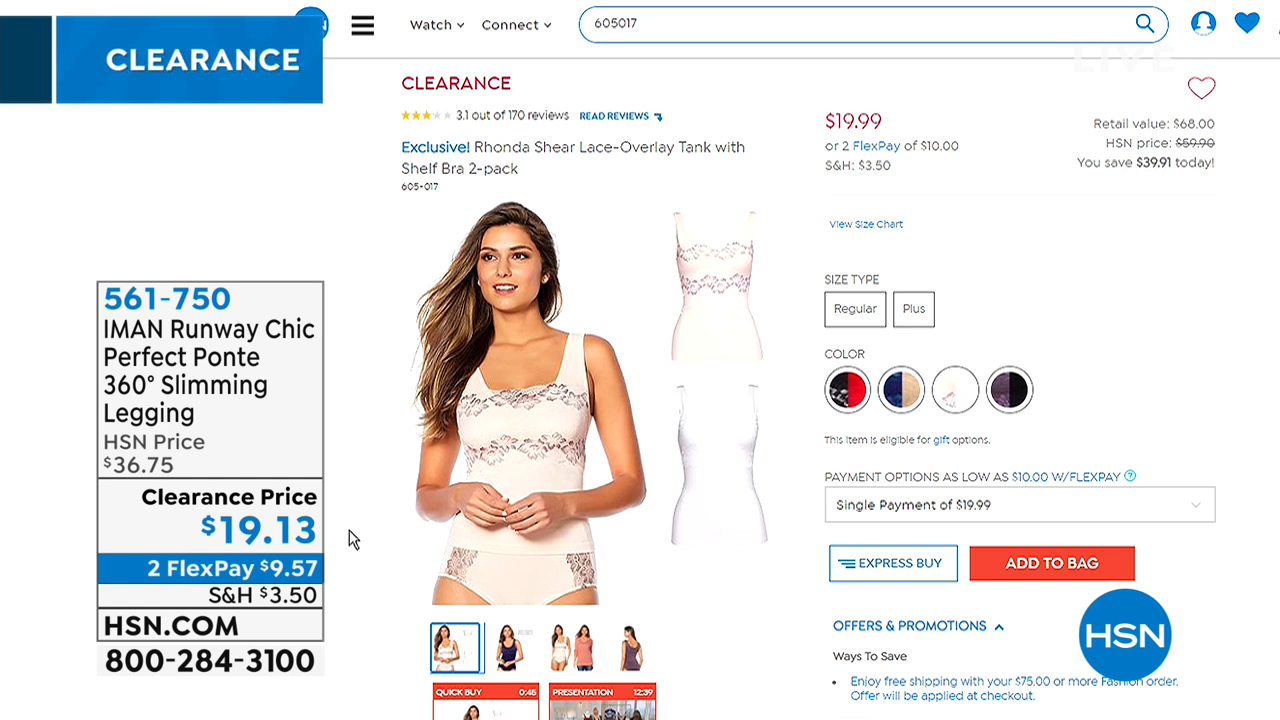 CLEARANCE
Watch
Connect
605017
LIVE
CLEARANCE
3.1 out of 170 reviews READ REVIEWS
Exclusive! Rhonda Shear Lace-Overlay Tank with
Shelf Bra 2-pack
605-017
$19.99
or 2 FlexPay of $10.00
S&H: $3.50
Retail value: $68.00
HSN price: $59.90
You save $39.91 today!
View Size Chart
SIZE TYPE
Regular
Plus
COLOR
This item is eligible for gift options.
PAYMENT OPTIONS AS LOW AS $10.00 W/FLEXPAY ?
Single Payment of $19.99
EXPRESS BUY
ADD TO BAG
OFFERS & PROMOTIONS
Ways To Save
Enjoy free shipping with your $75.00 or more Fashion order.
Offer will be applied at checkout.
HSN
QUICK BUY 0:45
PRESENTATION 12:39
561-750
IMAN Runway Chic
Perfect Ponte
360° Slimming
Legging
HSN Price
$36.75
Clearance Price
$19.13
2 FlexPay $9.57
S&H $3.50
HSN.COM
800-284-3100